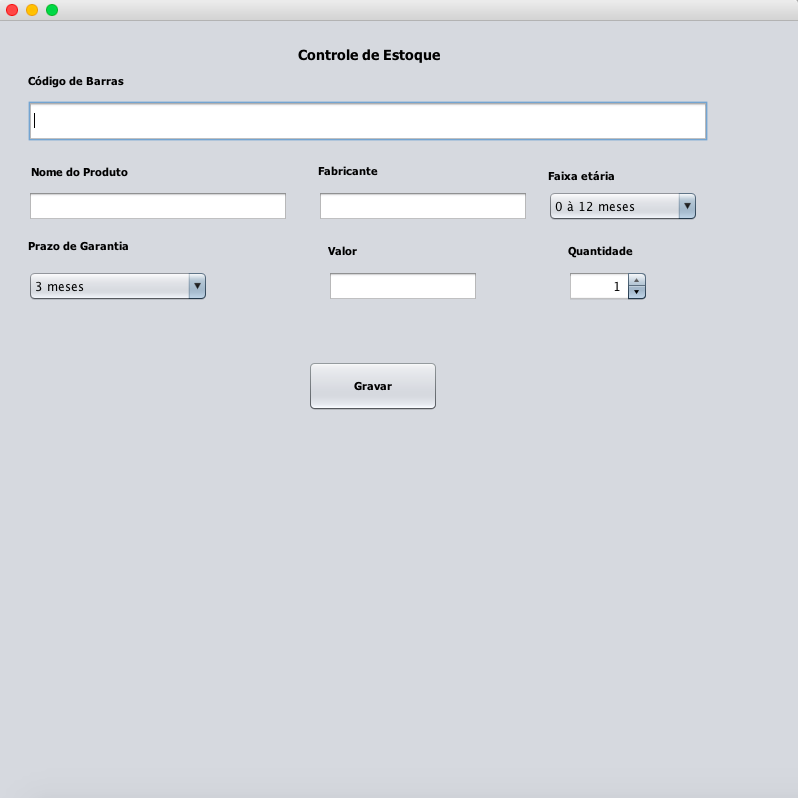 Controle de Estoque
Código de Barras
Nome do Produto
Fabricante
Faixa etária
0 à 12 meses
Prazo de Garantia
Valor
Quantidade
3 meses
1
Gravar